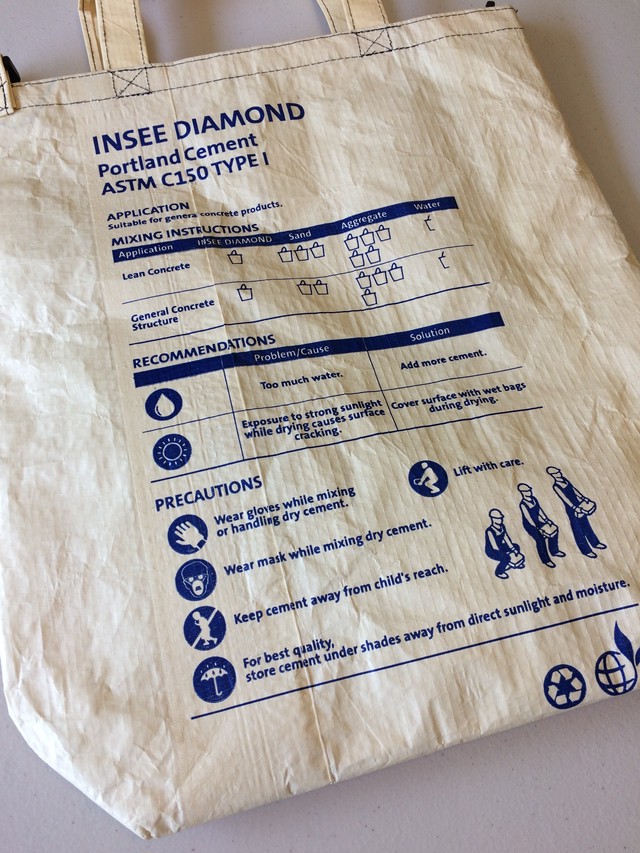 INSEE DIAMOND
Portland Cement
ASTM C150 TYPE I
APPLICATION
Suitable for general concrete products.
MIXING INSTRUCTIONS
Application INSEE DIAMOND Sand Aggregate Water
Lean Concrete
General Concrete
Structure
RECOMMENDATIONS
Problem/Cause Solution
Too much water. Add more cement.
Exposure to strong sunlight
while drying causes surface
cracking.
Cover surface with wet bags
during drying.
PRECAUTIONS
Wear gloves while mixing
or handling dry cement.
Lift with care.
Wear mask while mixing dry cement.
Keep cement away from child's reach.
For best quality,
store cement under shades away from direct sunlight and moisture.